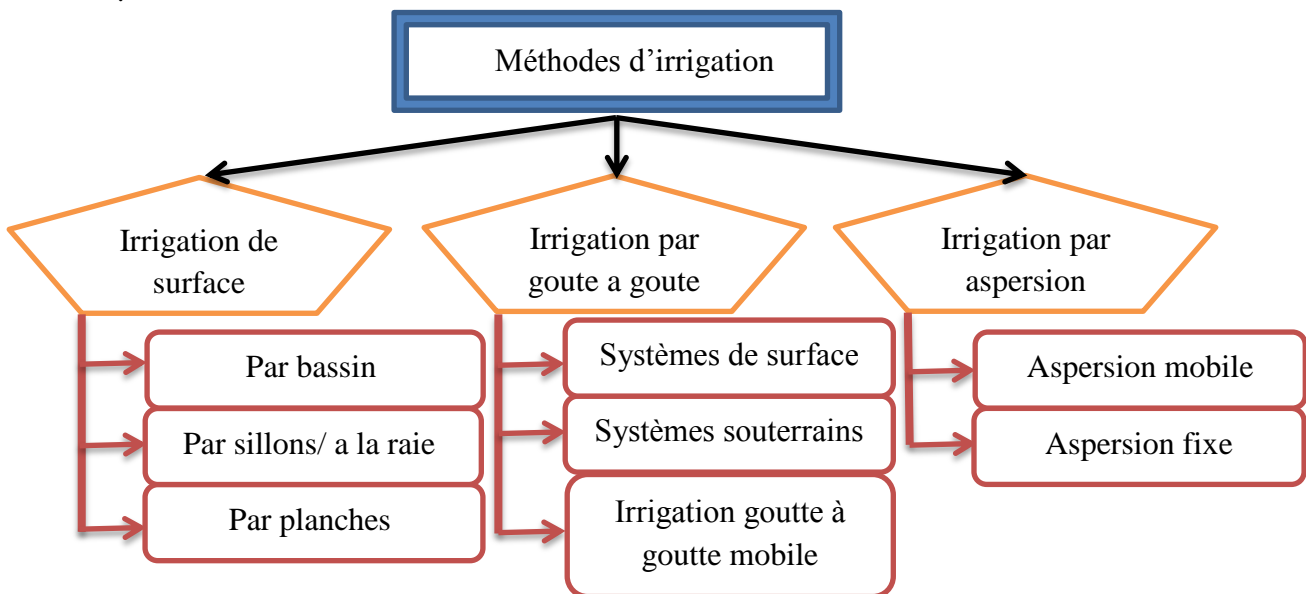 Méthodes d'irrigation
Irrigation de
surface
Irrigation par
goute a goute
Irrigation par
aspersion
Par bassin
Par sillons/ a la raie
Par planches
Systèmes de surface
Systèmes souterrains
Irrigation goutte à
goutte mobile
Aspersion mobile
Aspersion fixe